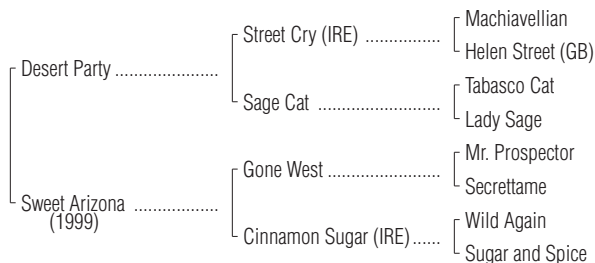 Machiavellian
Street Cry (IRE) ..................
Helen Street (GB)
Desert Party ........................
Tabasco Cat
Sage Cat .............................
Lady Sage
Mr. Prospector
Gone West ..........................
Secrettame
Sweet Arizona ....................
(1999)
Wild Again
Cinnamon Sugar (IRE)......
Sugar and Spice